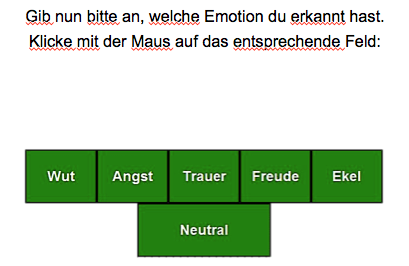 Gib nun bitte an, welche Emotion du erkannt hast.
Klicke mit der Maus auf das entsprechende Feld:
Wut Angst Trauer Freude Ekel
Neutral